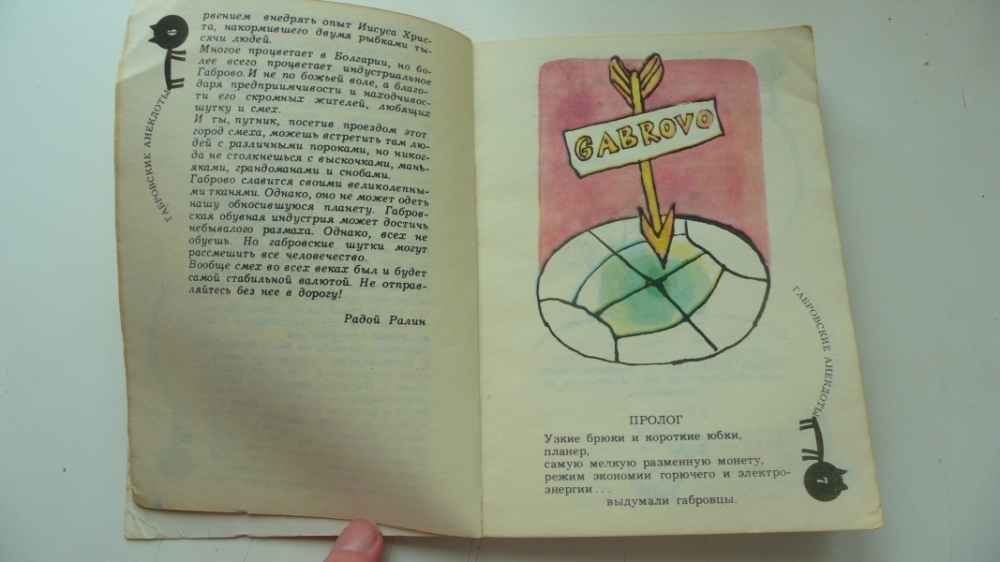 рвением внедрять опыт Иисуса Хрис-
та, накормившего двумя рыбками ты-
сячи людей.
Многое процветает в Болгарии, но бо-
лее всего процветает индустриальное
Габрово. И не по божьей воле, а благо-
даря предприимчивости и находчивос-
ти его скромных жителей, любящих
шутку и смех.
И ты, путник, посетив проездом этот
город смеха, можешь встретить там лю-
дей с различными пороками, но никог-
да не столкнешься с выскочками, мань-
яками, грандоманами и снобами.
Габрово славится своими великолепны-
ми тканями. Однако, оно не может одеть
нашу обносившуюся планету. Габров-
ская обувная индустрия может достичь
небывалого размаха. Однако, всех не
обуешь. Но габровские шутки могут
рассмешить все человечество.
Вообще смех во всех веках был и будет
самой стабильной валютой. Не отправ-
ляйтесь без нее в дорогу!
Радой Ралин
ГАБРОВСКИЕ АНЕКДОТЫ
6
GABROVO
ПРОЛОГ
Узкие брюки и короткие юбки,
планер,
самую мелкую разменную монету,
режим экономии горючего и электро-
энергии...
выдумали габровцы.
ГАБРОВСКИЕ АНЕКДОТЫ
7